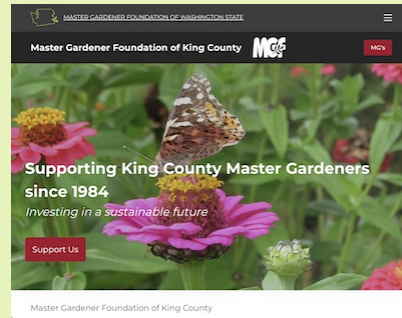 MASTER GARDENER FOUNDATION OF WASHINGTON STATE
Master Gardener Foundation of King County
MGF
MG's
Supporting King County Master Gardeners
since 1984
Investing in a sustainable future
Support Us
Master Gardener Foundation of King County